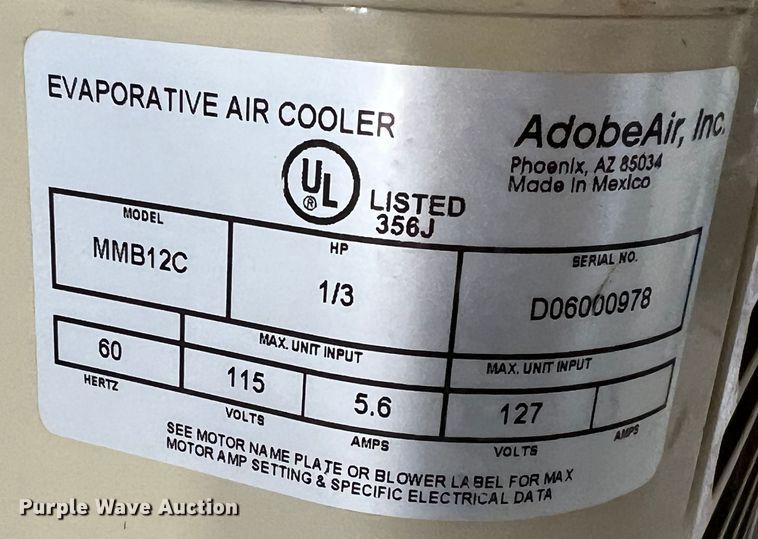 EVAPORATIVE AIR COOLER
AdobeAir, Inc.
Phoenix, AZ 85034
Made In Mexico
UL
®
LISTED
356J
MODEL
MMB12C
HP
1/3
SERIAL NO.
D06000978
MAX. UNIT INPUT
MAX. UNIT INPUT
60
115
5.6
127
HERTZ
VOLTS
AMPS
VOLTS
AMPS
SEE MOTOR NAME PLATE OR BLOWER LABEL FOR MAX
MOTOR AMP SETTING & SPECIFIC ELECTRICAL DATA
Purple Wave Auction